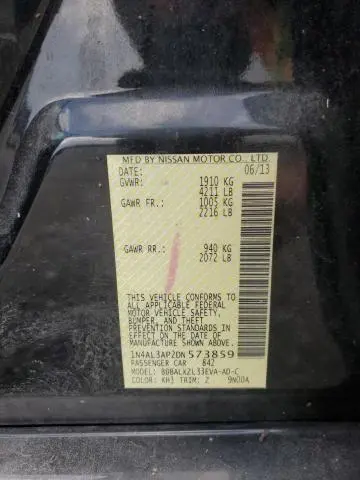 MFD BY NISSAN MOTOR CO., LTD.
DATE: 06/13
GVWR: 1910 KG
4211 LB
GAWR FR.: 1005 KG
2216 LB
GAWR RR.: 940 KG
2072 LB
THIS VEHICLE CONFORMS TO
ALL APPLICABLE FEDERAL
MOTOR VEHICLE SAFETY,
BUMPER, AND THEFT
PREVENTION STANDARDS
IN EFFECT ON THE DATE OF
MANUFACTURE SHOWN ABOVE.
1N4AL3AP2DN573859
PASSENGER CAR 842
MODEL: BDBALXZL33EVA-AD-C
COLOR: KH3 TRIM: Z 9N00A